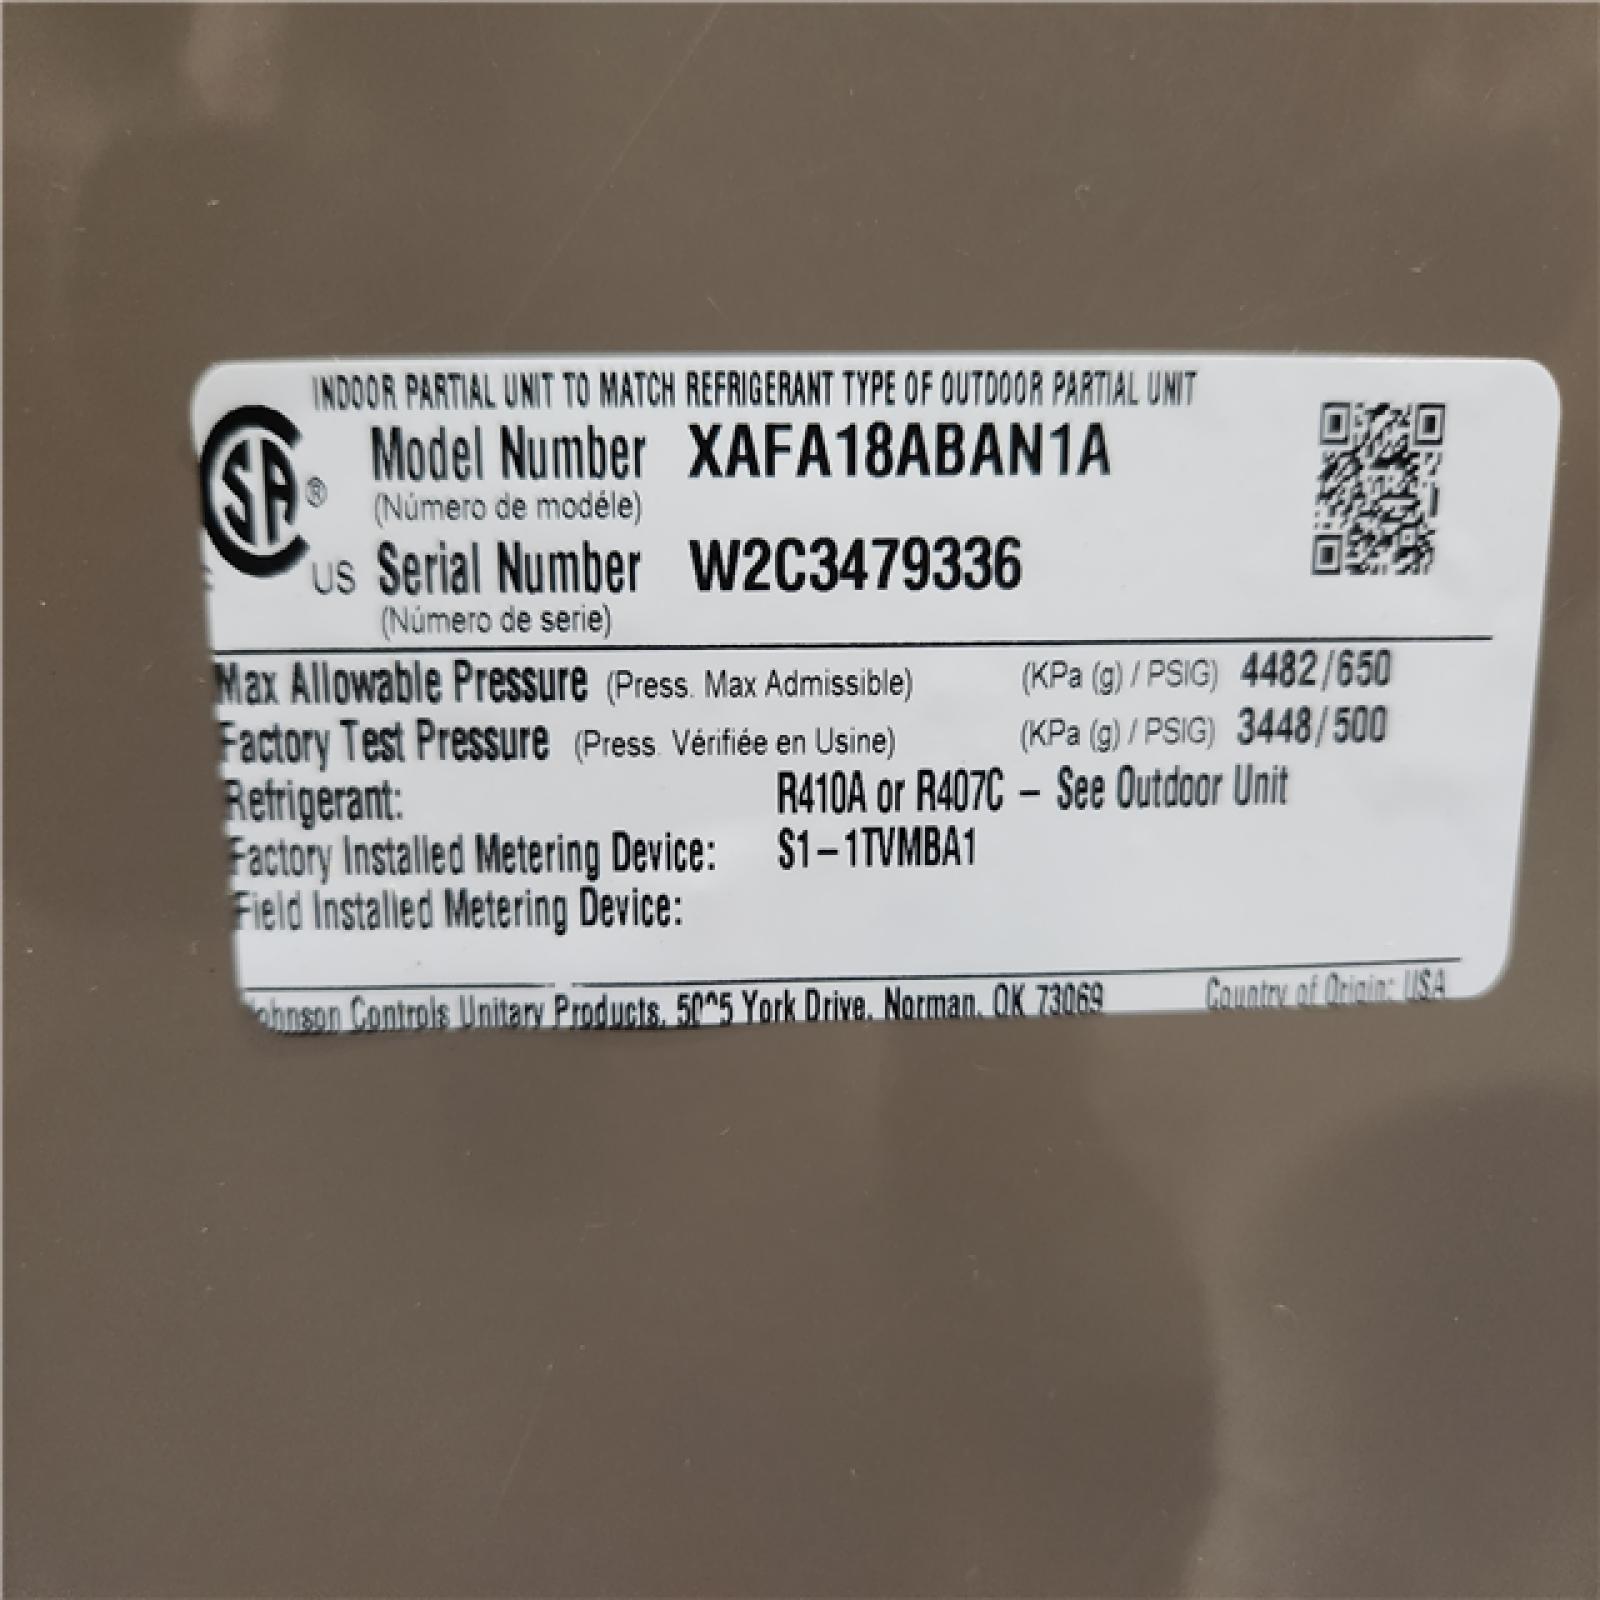 INDOOR PARTIAL UNIT TO MATCH REFRIGERANT TYPE OF OUTDOOR PARTIAL UNIT
Model Number XAFA18ABAN1A
(Número de modéle)
SA ®
US Serial Number W2C3479336
(Número de serie)
Max Allowable Pressure (Press. Max Admissible) (KPa (g) / PSIG) 4482/650
Factory Test Pressure (Press. Vérifiée en Usine) (KPa (g) / PSIG) 3448/500
Refrigerant: R410A or R407C – See Outdoor Unit
Factory Installed Metering Device: S1–1TVMBA1
Field Installed Metering Device:
Johnson Controls Unitary Products, York Drive, Norman, OK 73069 Country of Origin: USA